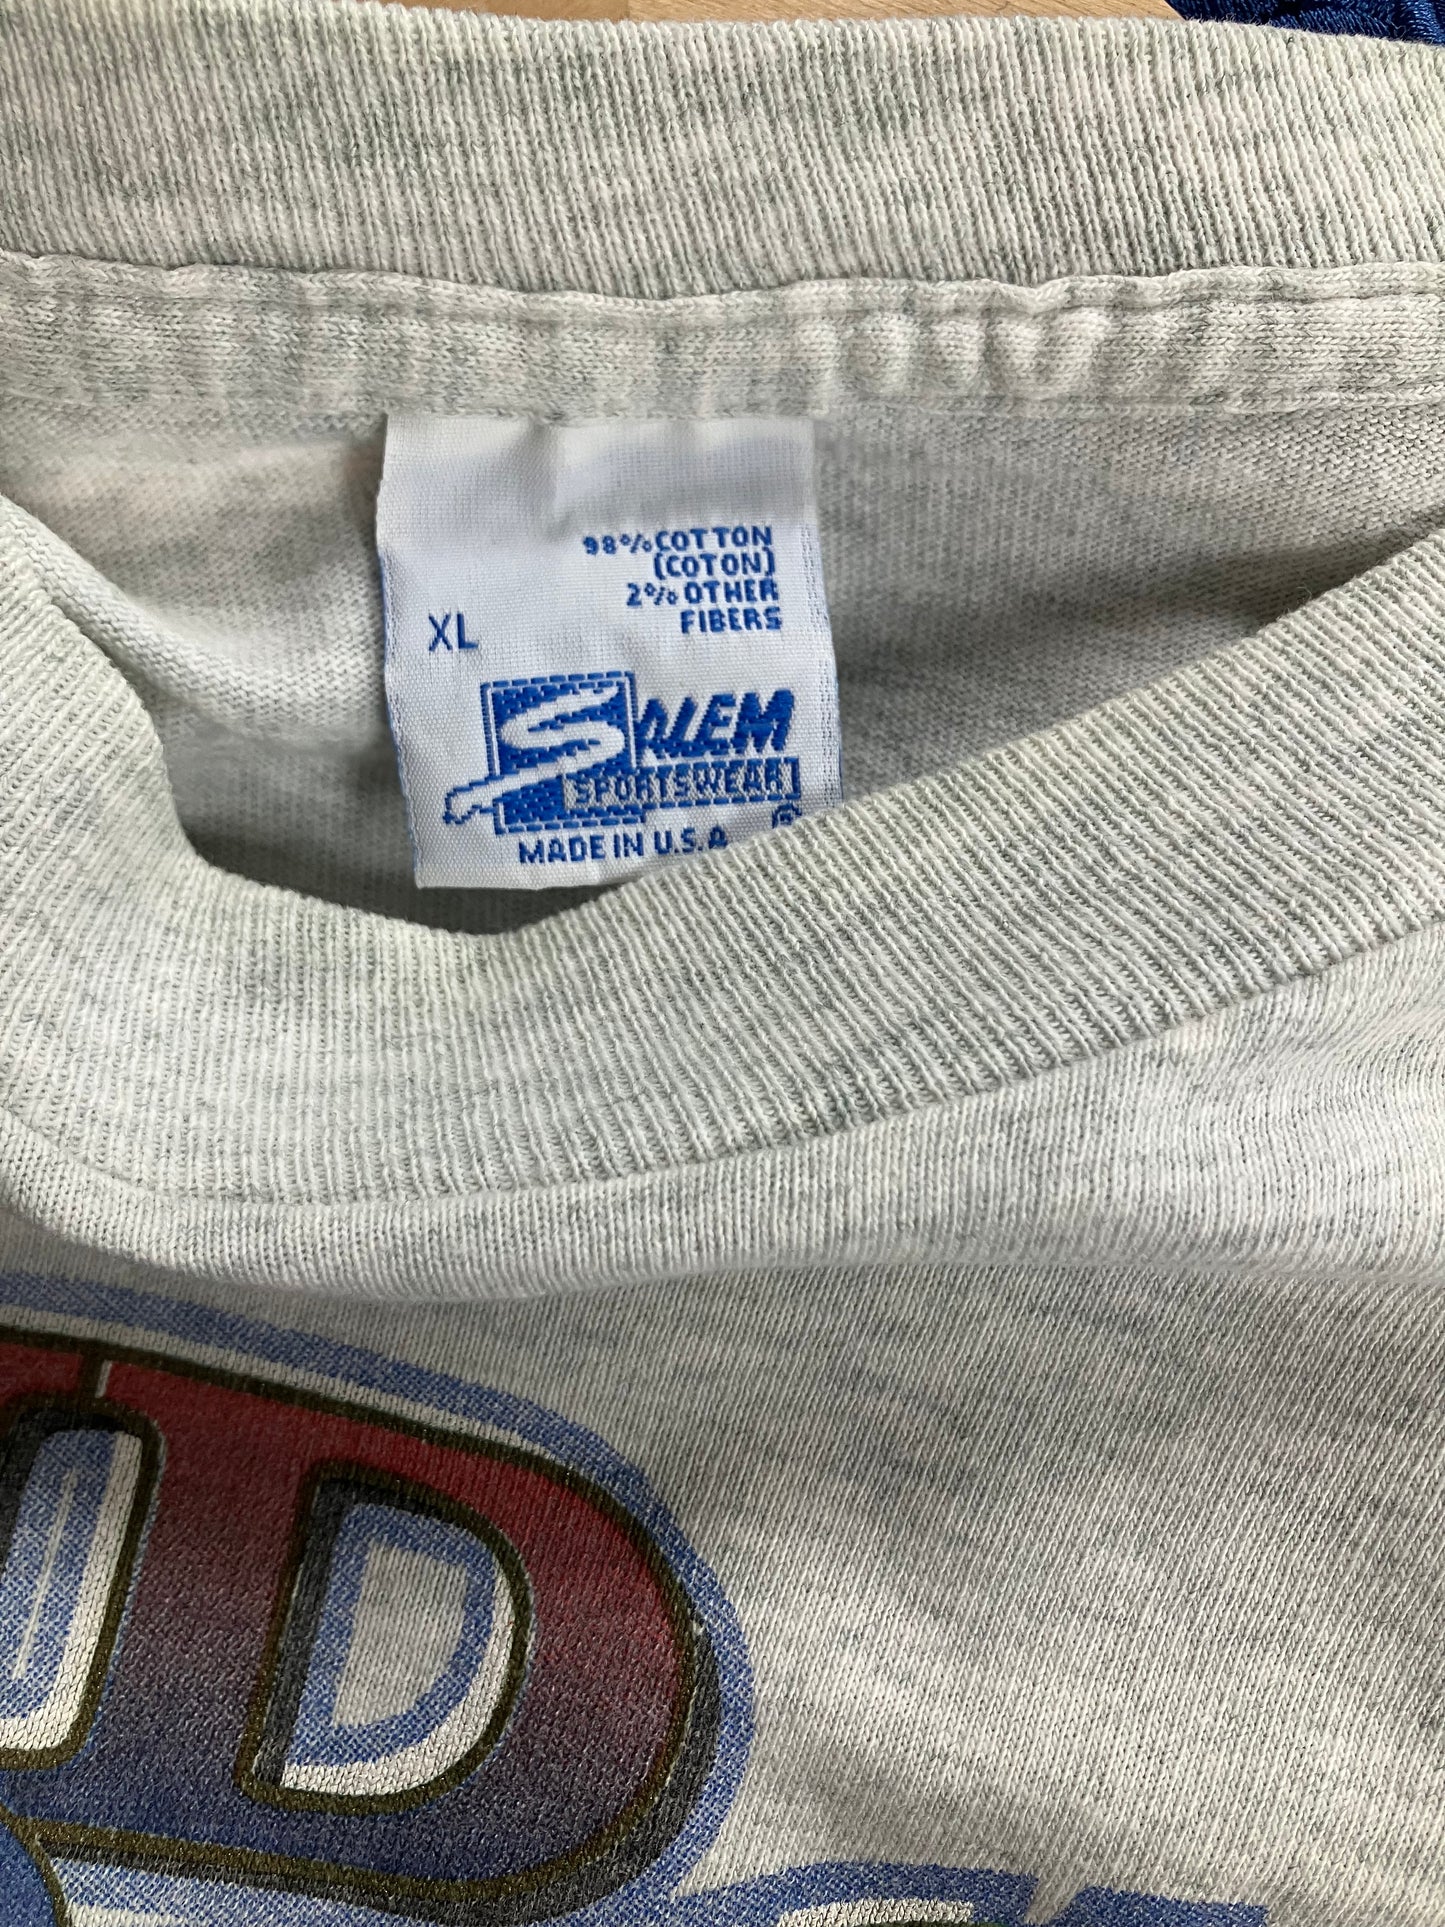 98% COTTON
(COTON)
2% OTHER
FIBERS
XL
SALEM
SPORTSWEAR
®
MADE IN U.S.A
D